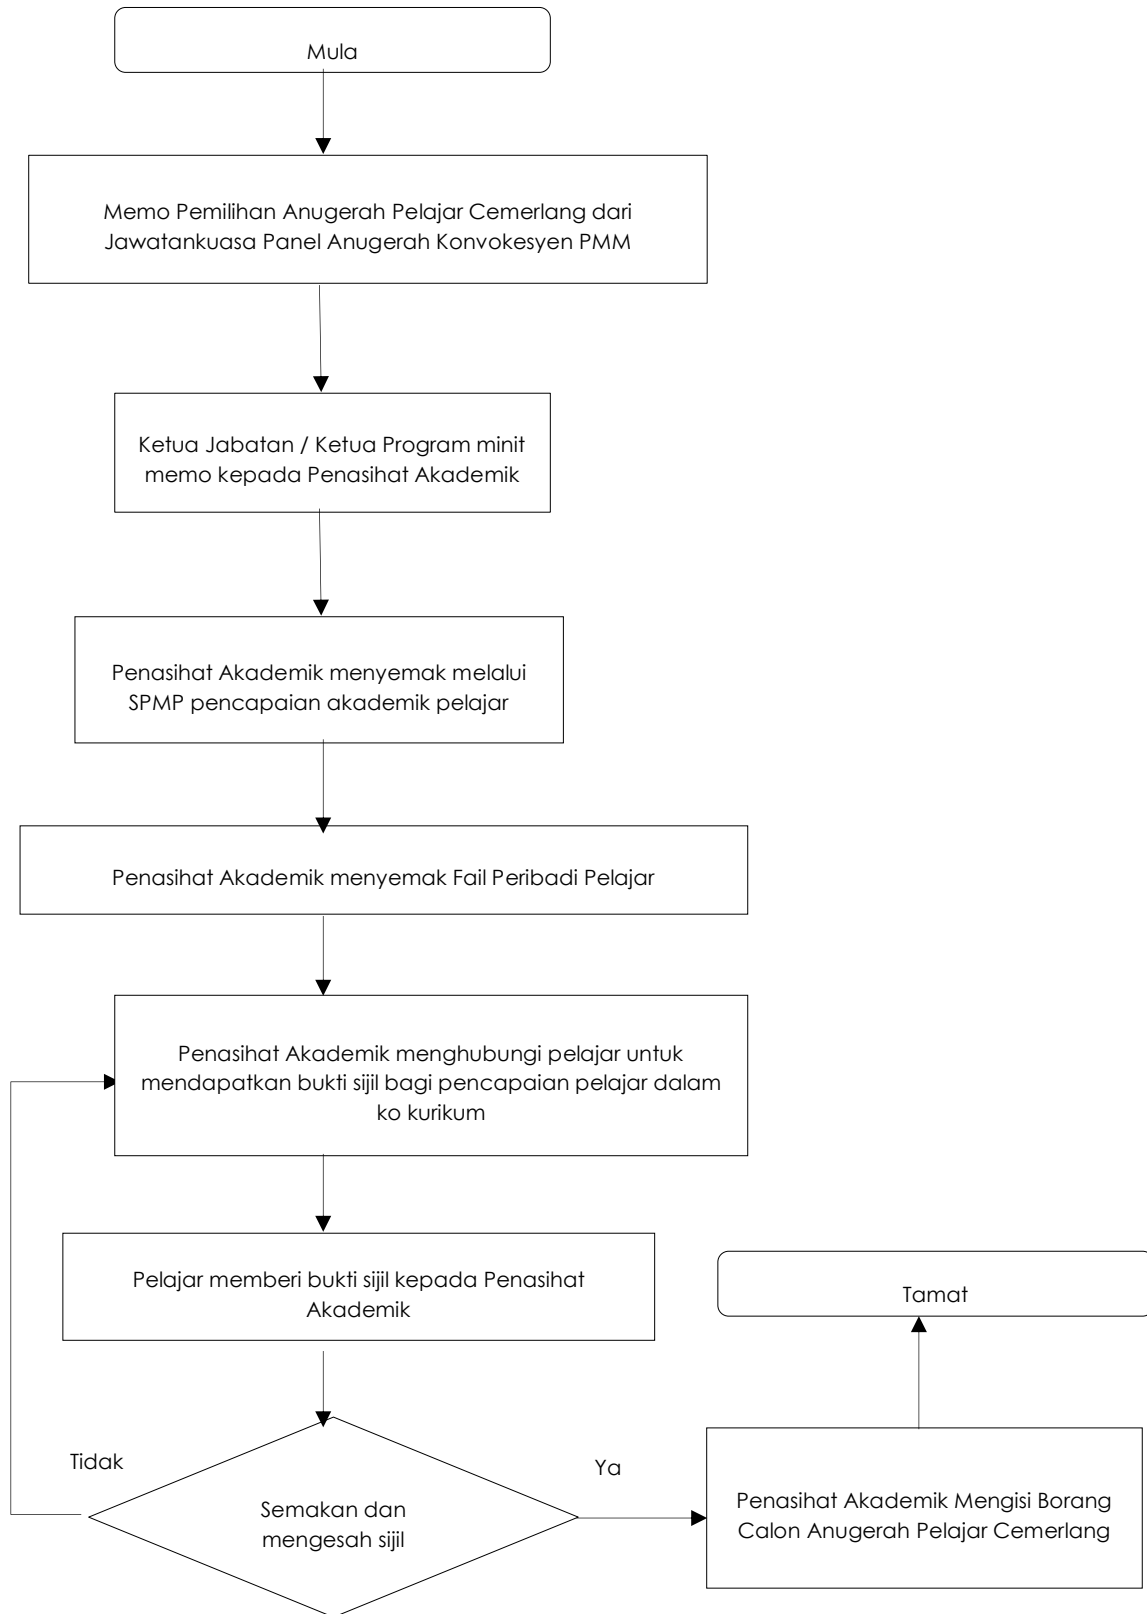 Mula
Memo Pemilihan Anugerah Pelajar Cemerlang dari
Jawatankuasa Panel Anugerah Konvokesyen PMM
Ketua Jabatan / Ketua Program minit
memo kepada Penasihat Akademik
Penasihat Akademik menyemak melalui
SPMP pencapaian akademik pelajar
Penasihat Akademik menyemak Fail Peribadi Pelajar
Penasihat Akademik menghubungi pelajar untuk
mendapatkan bukti sijil bagi pencapaian pelajar dalam
ko kurikum
Pelajar memberi bukti sijil kepada Penasihat
Akademik
Tamat
Tidak
Ya
Semakan dan
mengesah sijil
Penasihat Akademik Mengisi Borang
Calon Anugerah Pelajar Cemerlang